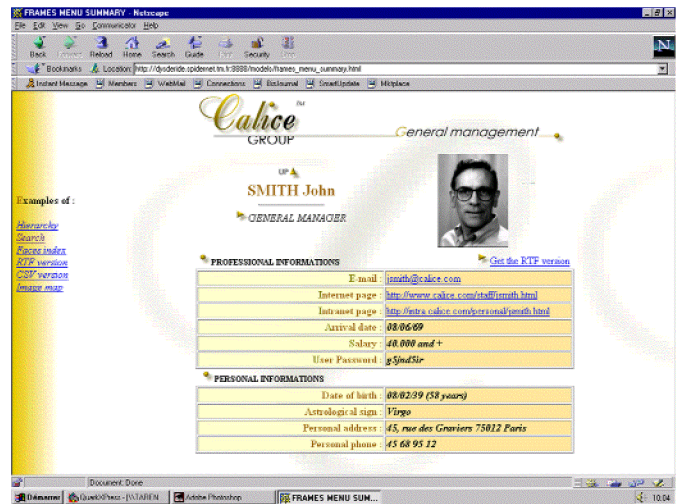 FRAMES MENU SUMMARY - Netscape
File Edit View Go Communicator Help
Back Forward Reload Home Search Guide Print Security Stop
Bookmarks Location: http://dysderide.spidernet.tm.fr:8888/models/frames_menu_summary.html
Instant Message Members WebMail Connections BizJournal SmartUpdate Mktplace
Calice TM
GROUP
General management
UP
SMITH John
GENERAL MANAGER
Examples of :
Hierarchy
Search
Faces index
RTF version
CSV version
Image map
PROFESSIONAL INFORMATIONS
Get the RTF version
E-mail : jsmith@calice.com
Internet page : http://www.calice.com/staff/jsmith.html
Intranet page : http://intra.calice.com/personal/jsmith.html
Arrival date : 08/06/69
Salary : 40.000 and +
User Password : g5jnd5ir
PERSONAL INFORMATIONS
Date of birth : 08/02/39 (58 years)
Astrological sign : Virgo
Personal address : 45, rue des Graviers 75012 Paris
Personal phone : 45 68 95 12
Document: Done
Démarrer QuarkXPress - [\\TAREN Adobe Photoshop FRAMES MENU SUM... 10:04